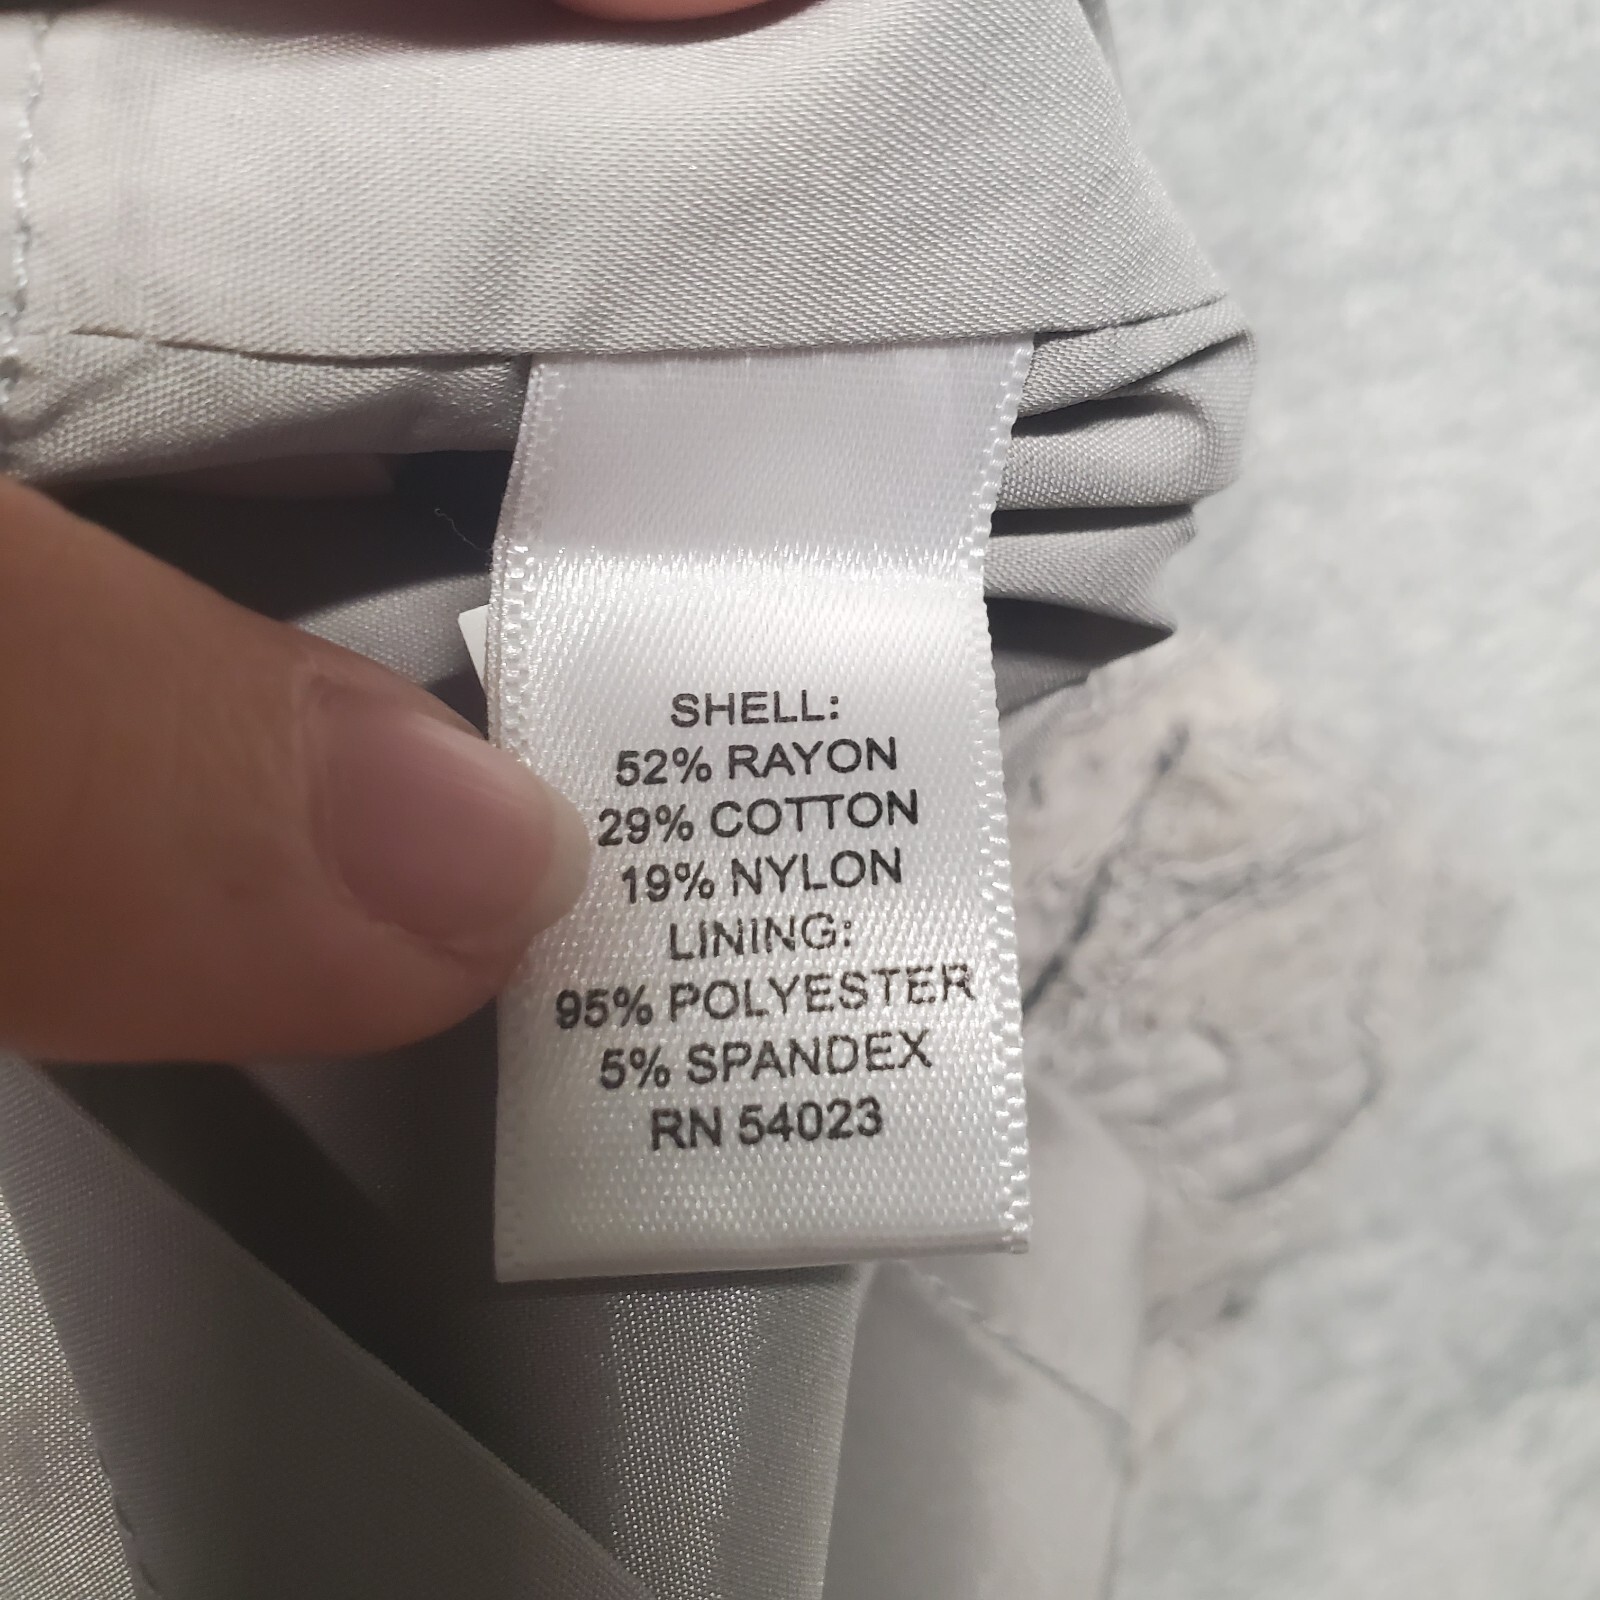 SHELL:
52% RAYON
29% COTTON
19% NYLON
LINING:
95% POLYESTER
5% SPANDEX
RN 54023